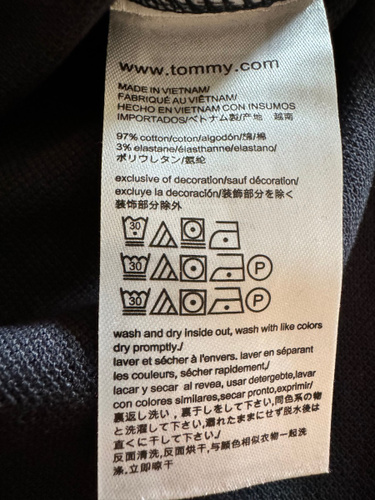 www.tommy.com
MADE IN VIETNAM/
FABRIQUÉ AU VIÊTNAM/
HECHO EN VIETNAM CON INSUMOS
IMPORTADOS/ベトナム製/产地 越南
97% cotton/coton/algodón/綿/棉
3% elastane/élasthanne/elastano/
ポリウレタン/氨纶
exclusive of decoration/sauf décoration/
excluye la decoración/装飾部分を除く
装饰部分除外
30
30 P
30 P
wash and dry inside out, wash with like colors
dry promptly./
laver et sécher à l'envers. laver en séparant
les couleurs, sécher rapidement,/
lacar y secar al revea, usar detergebte,lavar
con colores similares,secar pronto,exprimir/
裏返し洗い，裏干しをして下さい,同色系の物
と洗濯して下さい,濡れたままにせず脱水後は
直ぐに干して下さい./
反面清洗,反面烘干,与颜色相似衣物一起洗
涤,立即晾干